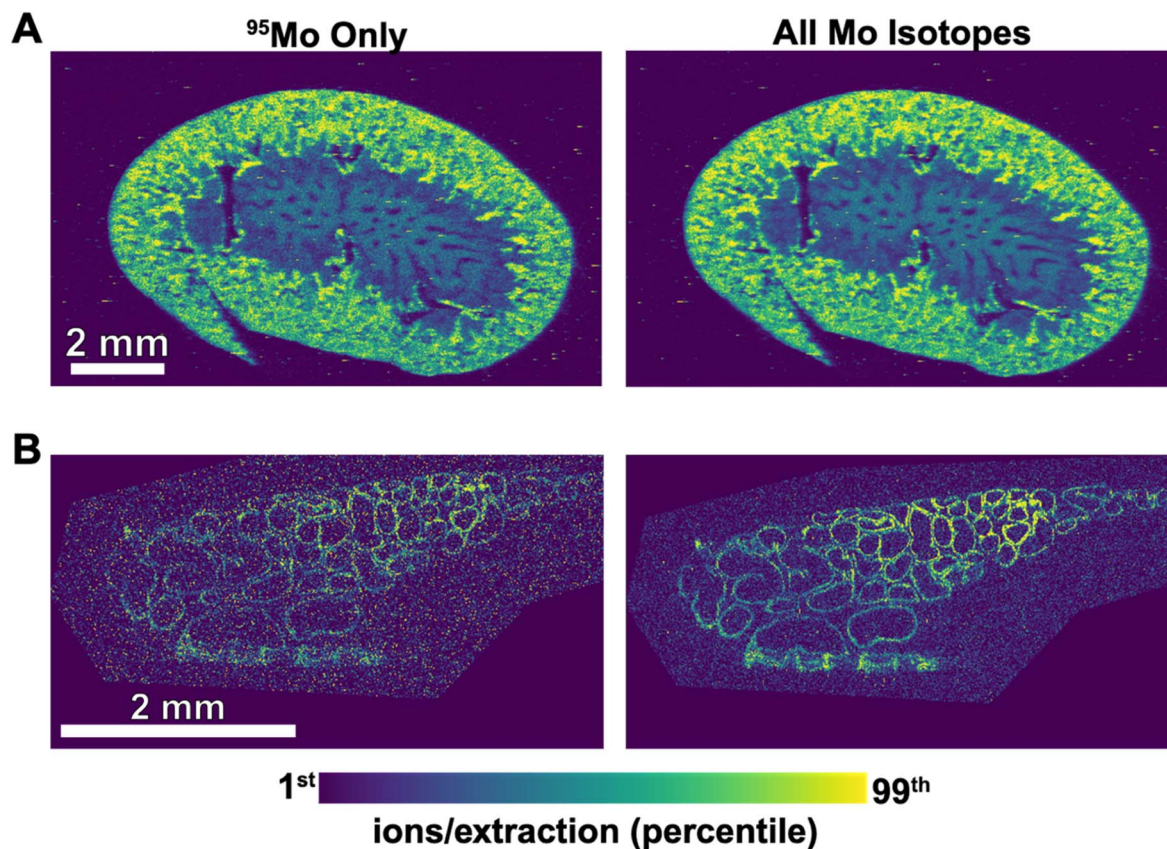 A
⁹⁵Mo Only
All Mo Isotopes
2 mm
B
2 mm
1ˢᵗ
99ᵗʰ
ions/extraction (percentile)